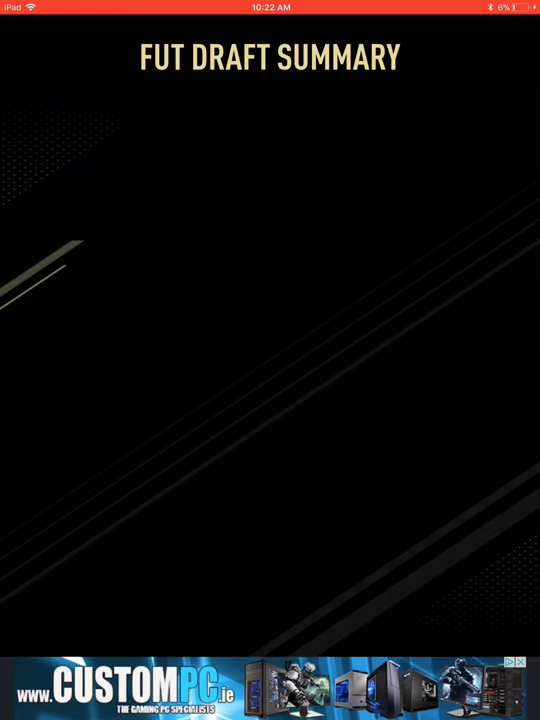 iPad 10:22 AM 6%
FUT DRAFT SUMMARY
www.CUSTOMPC.ie
THE GAMING PC SPECIALISTS